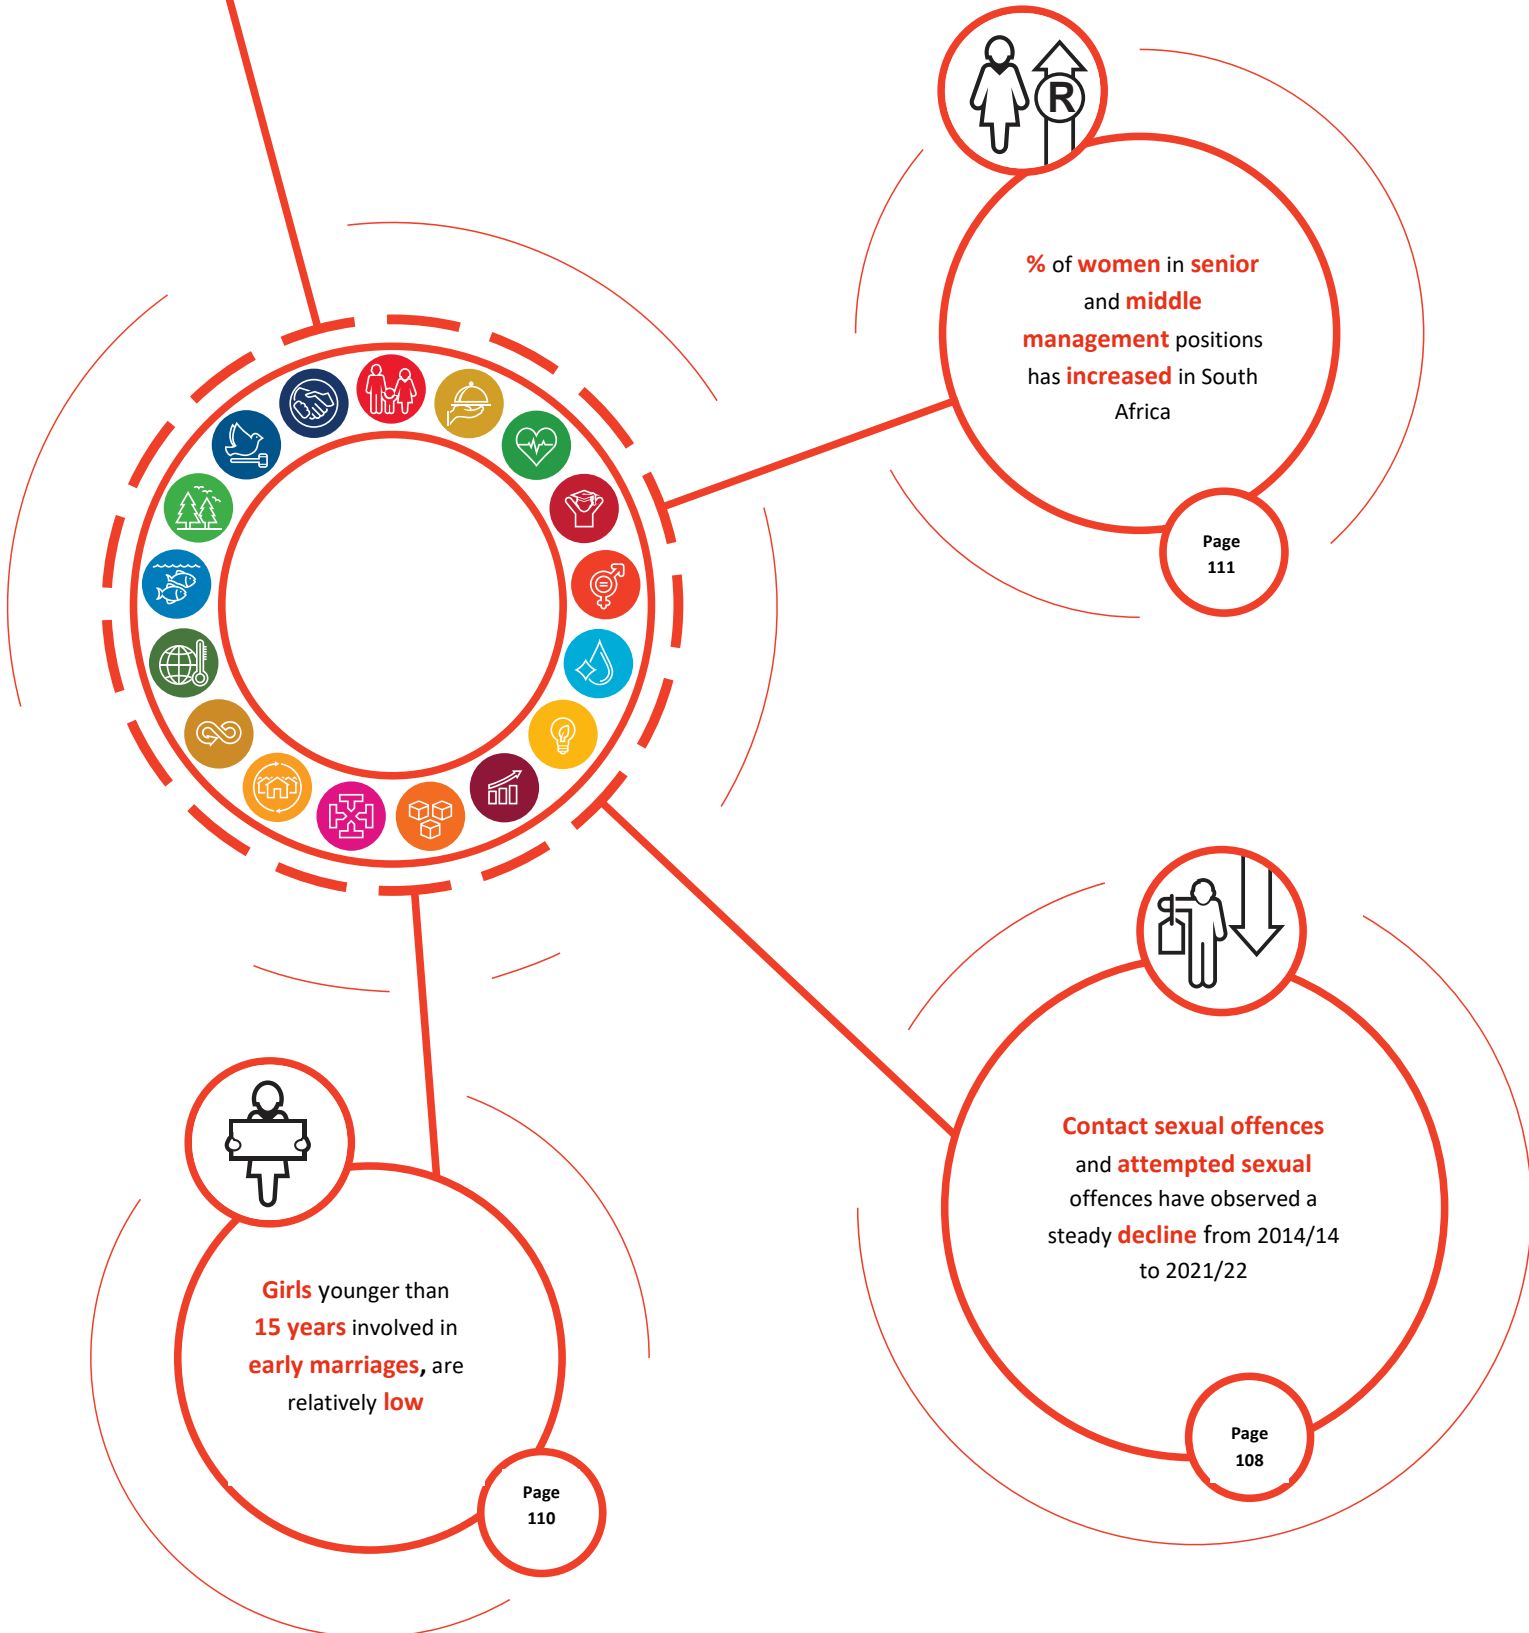 R
% of women in senior
and middle
management positions
has increased in South
Africa
Page
111
Contact sexual offences
and attempted sexual
offences have observed a
steady decline from 2014/14
to 2021/22
Page
108
Girls younger than
15 years involved in
early marriages, are
relatively low
Page
110